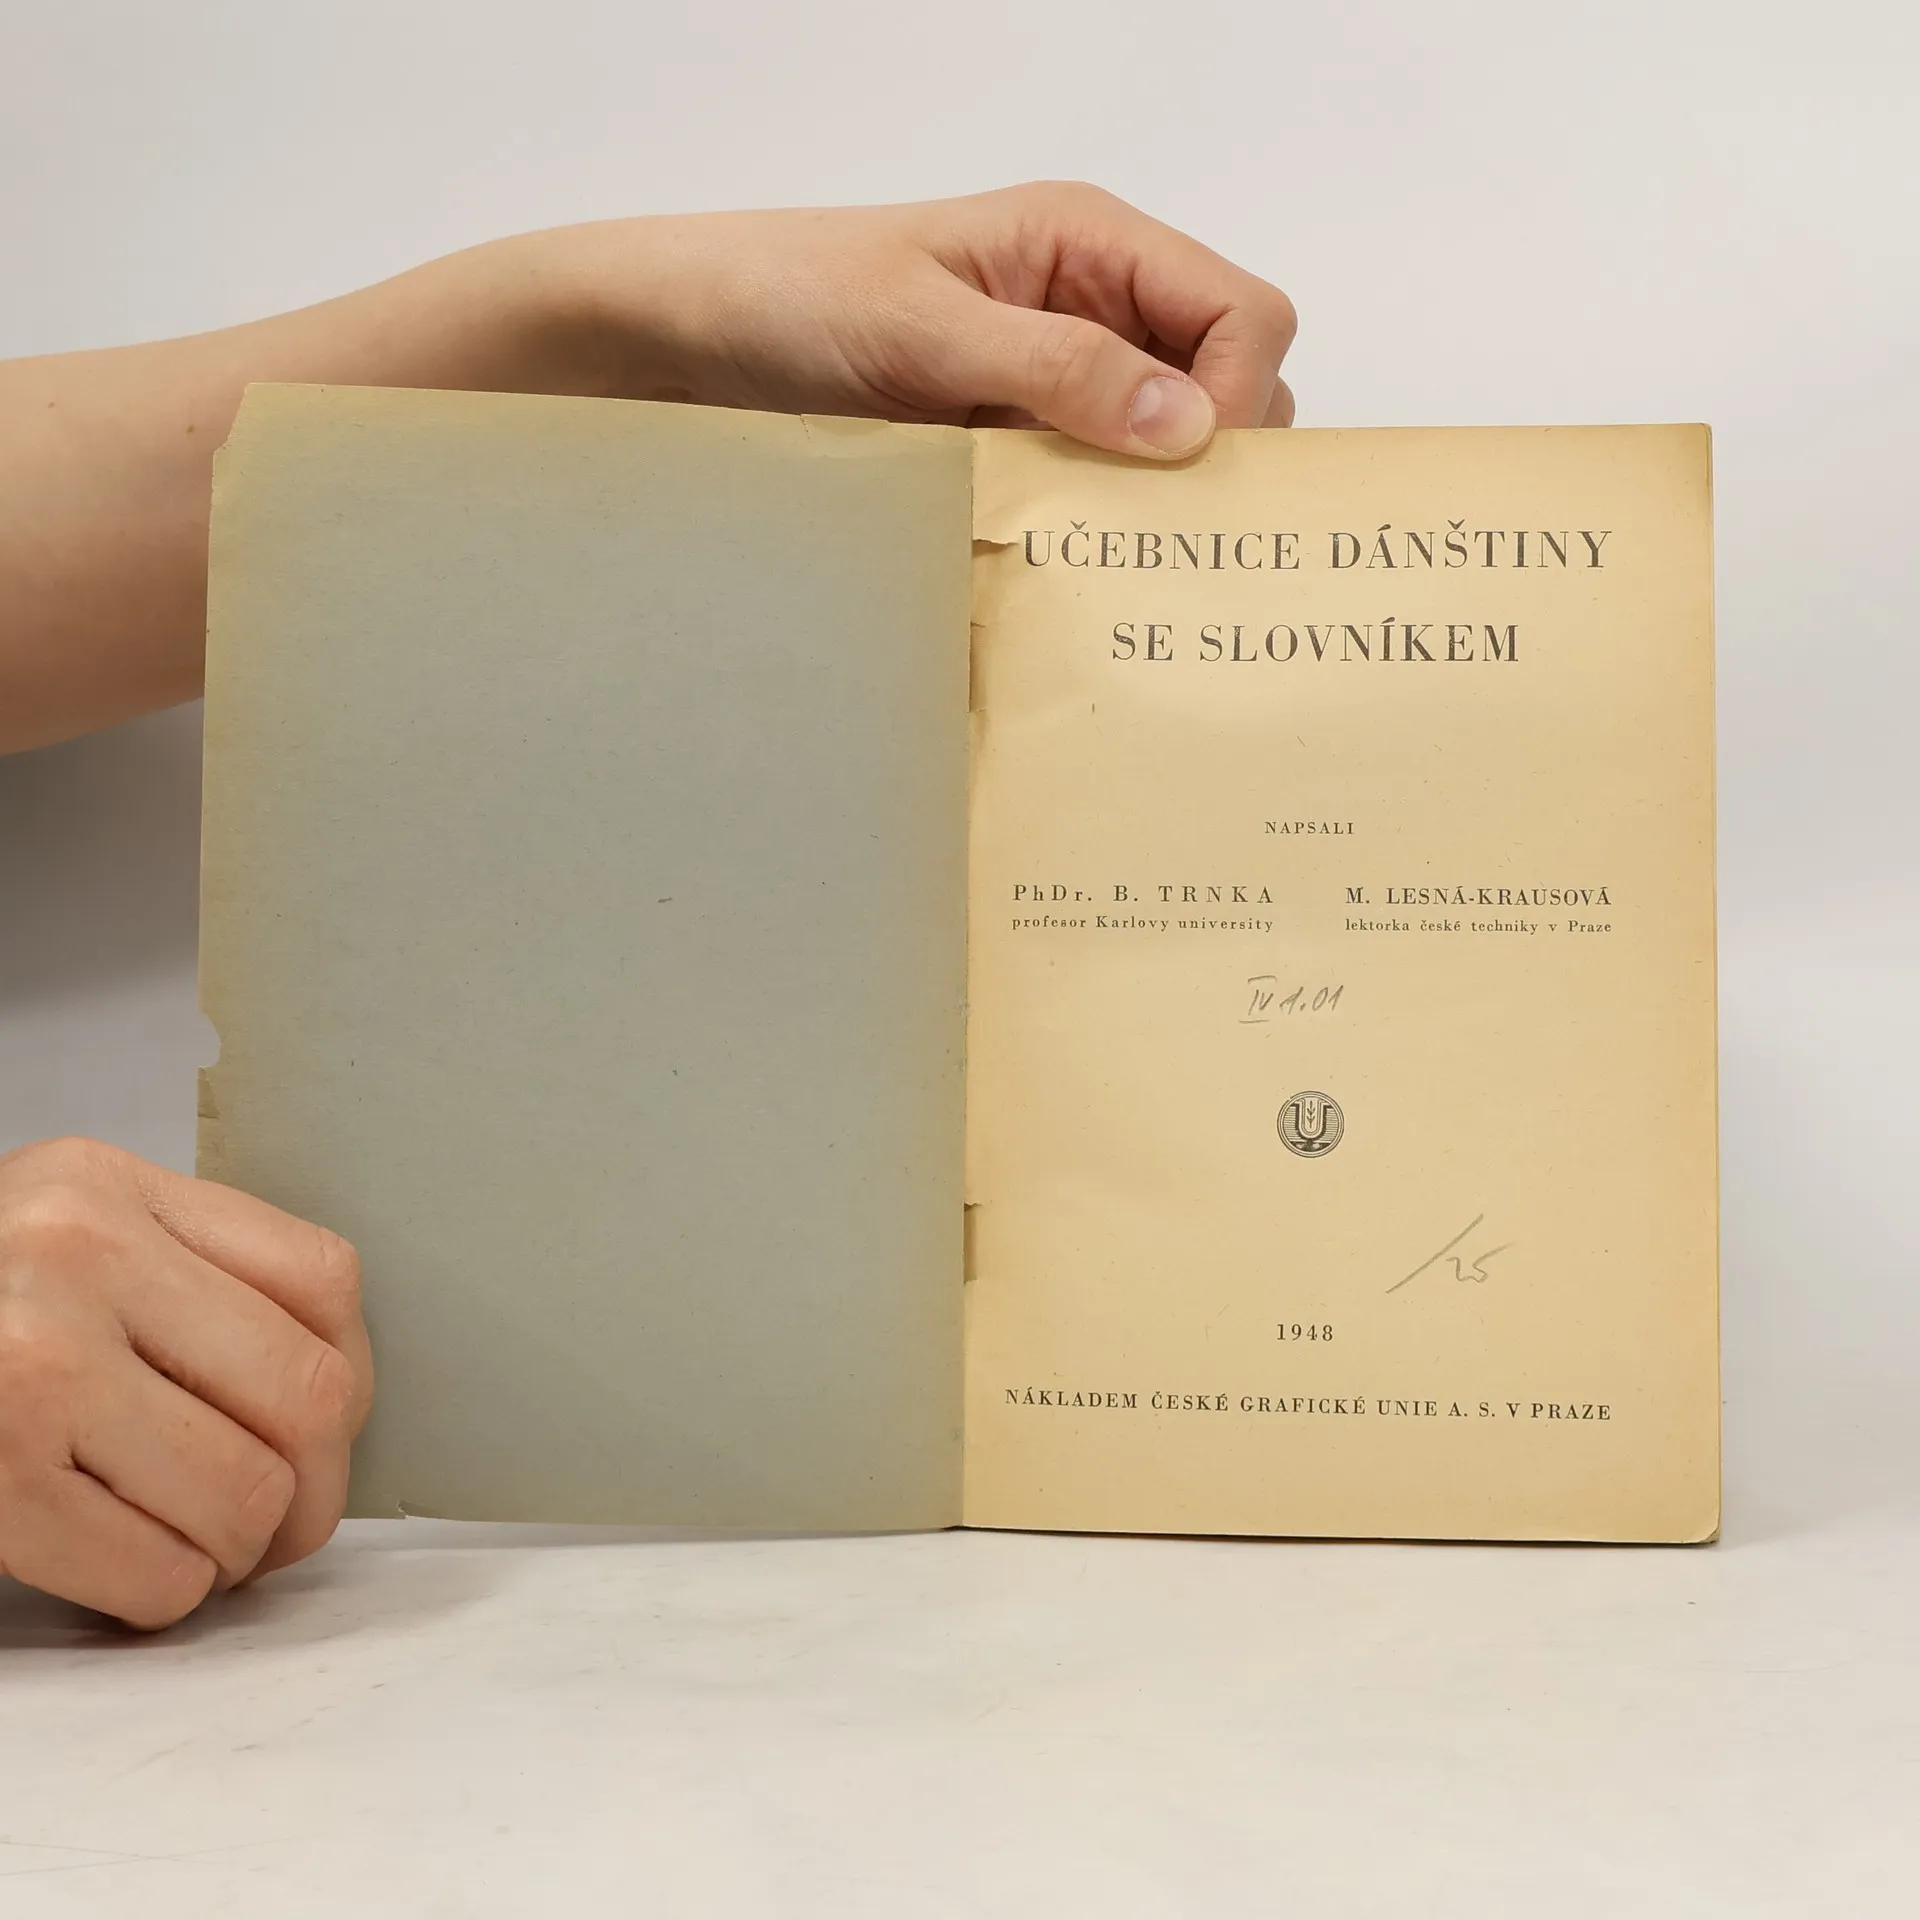 UČEBNICE DÁNŠTINY
SE SLOVNÍKEM
NAPSALI
PhDr. B. TRNKA
profesor Karlovy university
M. LESNÁ-KRAUSOVÁ
lektorka české techniky v Praze
IV 1.01
U
/25
1948
NÁKLADEM ČESKÉ GRAFICKÉ UNIE A. S. V PRAZE